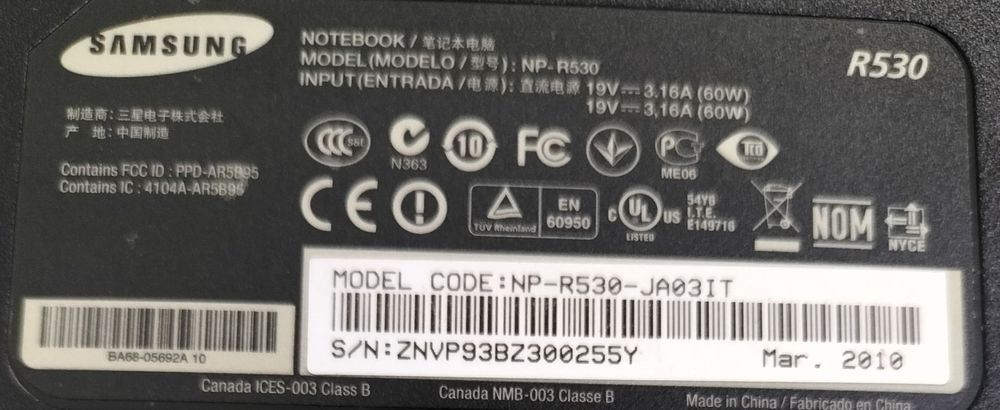 SAMSUNG
NOTEBOOK / 笔记本电脑
MODEL (MODELO / 型号) : NP-R530
INPUT (ENTRADA / 电源) : 直流电源 19V⎓3.16A (60W)
19V⎓3.16A (60W)
R530
制造商 : 三星电子株式会社
产 地 : 中国制造
Contains FCC ID : PPD-AR5B95
Contains IC : 4104A-AR5B95
CCC S&E
N363
10
FC
PG
ME06
Tcd
CE
TÜV Rheinland
EN
60950
C UL US
LISTED
54Y8
I.T.E.
E149716
NOM
NYCE
MODEL CODE:NP-R530-JA03IT
S/N:ZNVP93BZ300255Y
Mar. 2010
BA68-05692A 10
Canada ICES-003 Class B
Canada NMB-003 Classe B
Made in China / Fabricado en China